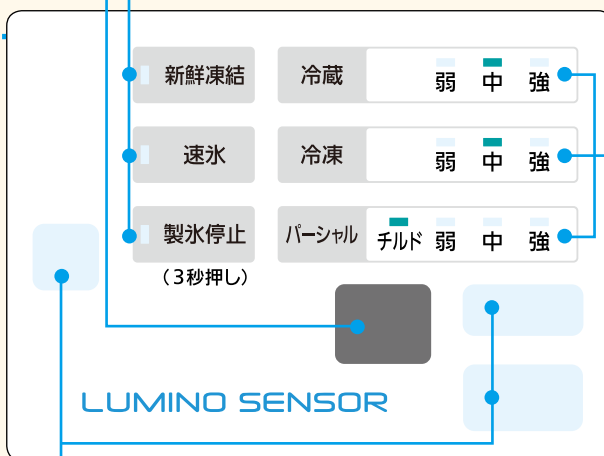 新鮮凍結 冷蔵 弱 中 強
速氷 冷凍 弱 中 強
製氷停止 パーシャル チルド 弱 中 強
(3秒押し)
LUMINO SENSOR